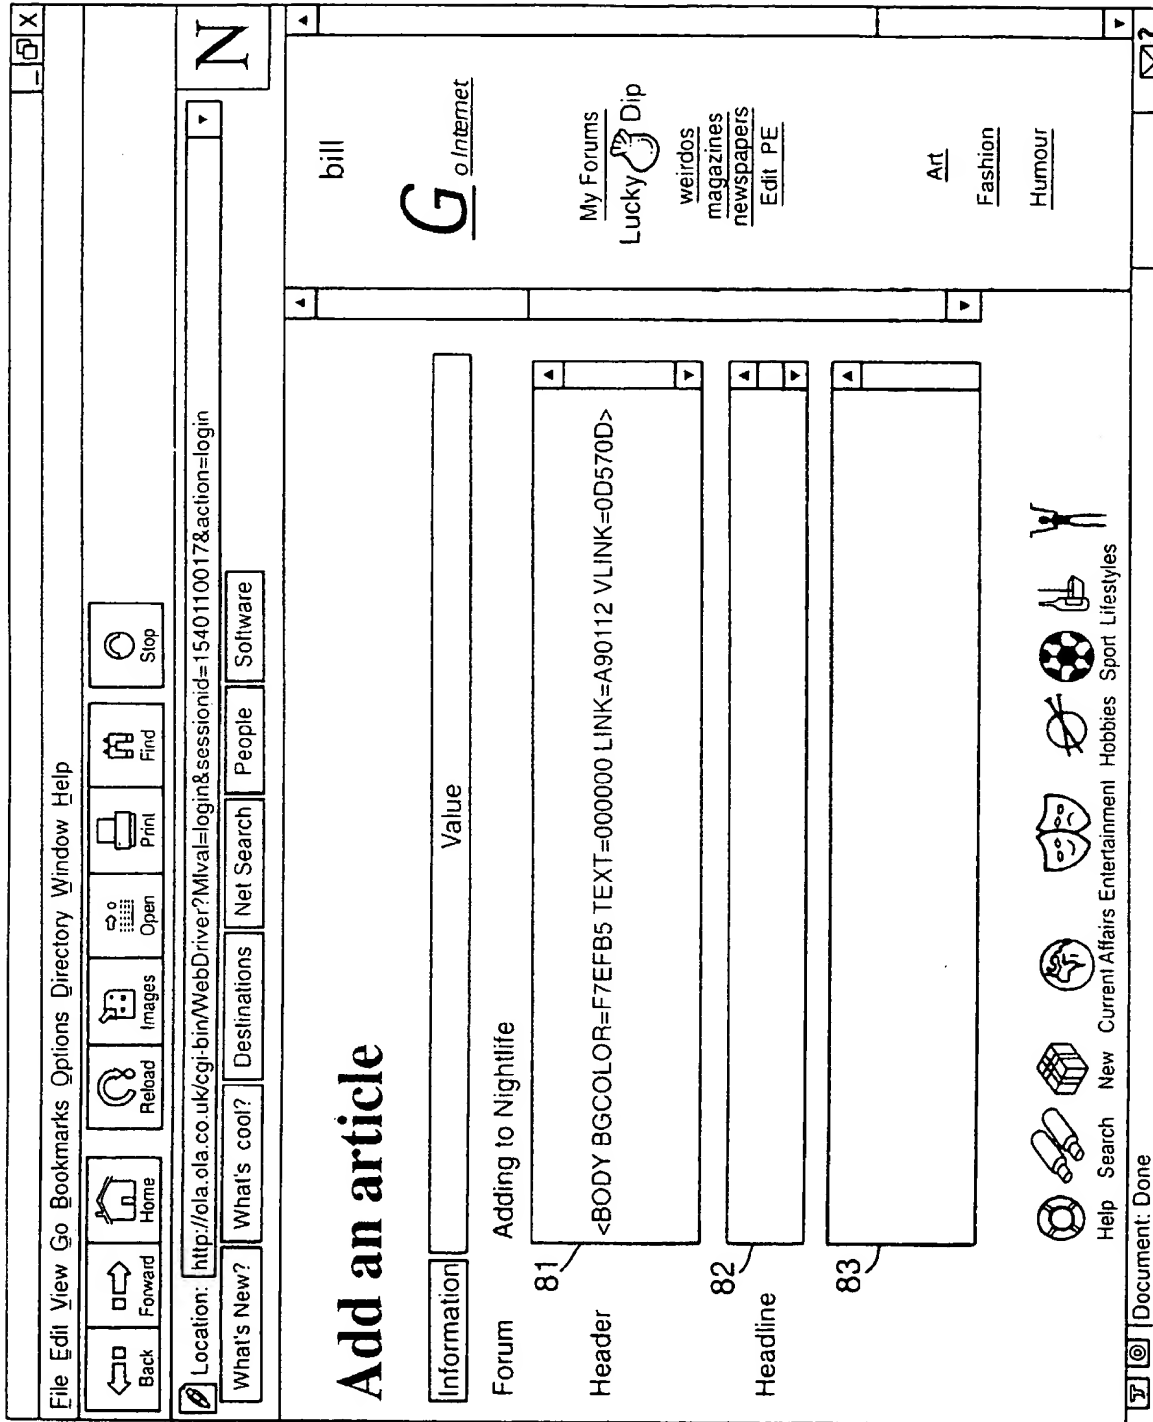 File Edit View Go Bookmarks Options Directory Window Help
Back Forward Home Reload Images Open Print Find Stop
Location: http://ola.ola.co.uk/cgi-bin/WebDriver?MIval=login&sessionid=1540110017&action=login
N
What's New? What's cool? Destinations Net Search People Software
Add an article
Information Value
Forum Adding to Nightlife
Header 81 <BODY BGCOLOR=F7EFB5 TEXT=000000 LINK=A90112 VLINK=0D570D>
Headline 82
83
bill
Go Internet
My Forums
Lucky Dip
weirdos
magazines
newspapers
Edit PE
Art
Fashion
Humour
Help Search New Current Affairs Entertainment Hobbies Sport Lifestyles
Document: Done
?